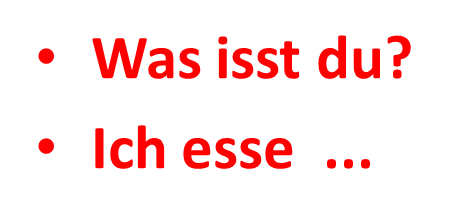 • Was isst du?
• Ich esse ...